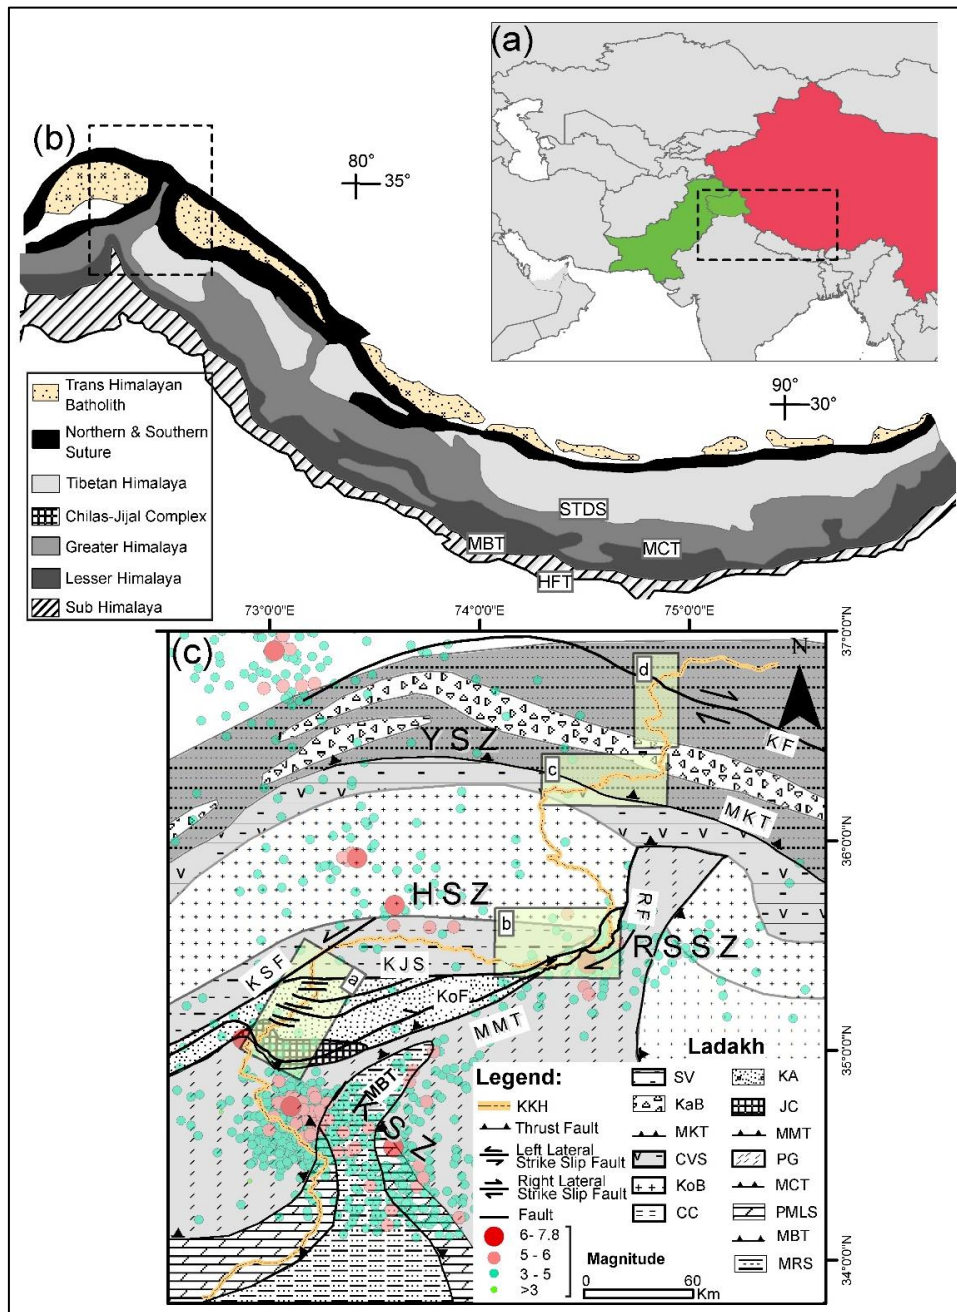 (a)
(b)
80°
35°
90°
30°
Trans Himalayan
Batholith
Northern & Southern
Suture
Tibetan Himalaya
Chilas-Jijal Complex
Greater Himalaya
Lesser Himalaya
Sub Himalaya
STDS
MBT
MCT
HFT
73°0'0"E
74°0'0"E
75°0'0"E
37°0'0"N
36°0'0"N
35°0'0"N
34°0'0"N
(c)
N
d
KF
YSZ
c
MKT
HSZ
b
RF
RSSZ
KSF
a
KJS
KoF
MMT
MBT
KSZ
Ladakh
Legend:
KKH
Thrust Fault
Left Lateral
Strike Slip Fault
Right Lateral
Strike Slip Fault
Fault
6- 7.8
5 - 6
3 - 5
>3
Magnitude
SV
KaB
MKT
CVS
KoB
CC
KA
JC
MMT
PG
MCT
PMLS
MBT
MRS
0
60
Km